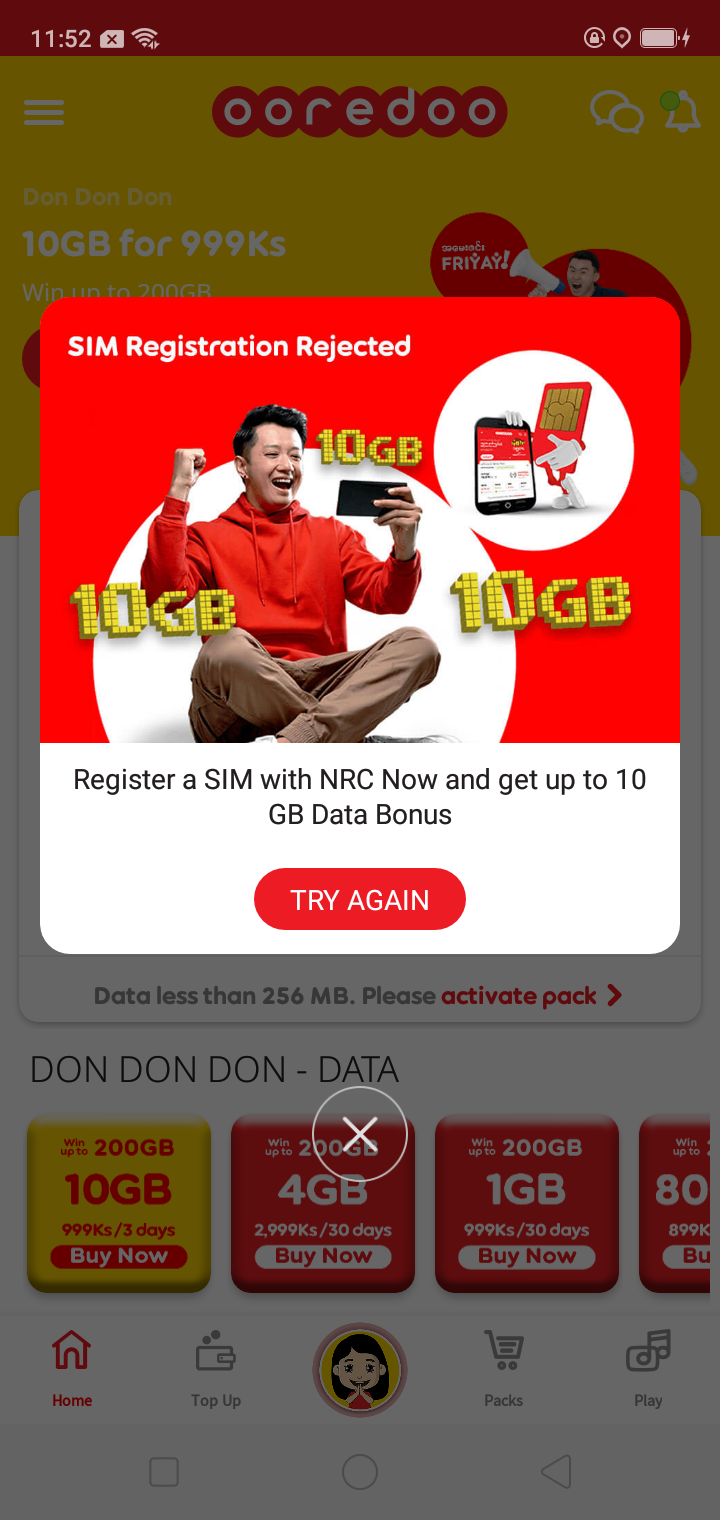 11:52
ooredoo
Don Don Don
10GB for 999Ks
Win up to 200GB
FRIYAY!
SIM Registration Rejected
10GB
10GB
10GB
Register a SIM with NRC Now and get up to 10
GB Data Bonus
TRY AGAIN
Data less than 256 MB. Please activate pack
DON DON DON - DATA
Win up to 200GB
10GB
999Ks/3 days
Buy Now
Win up to 200GB
4GB
2,999Ks/30 days
Buy Now
Win up to 200GB
1GB
999Ks/30 days
Buy Now
Win up to 2
80
899K
Bu
Home
Top Up
Packs
Play